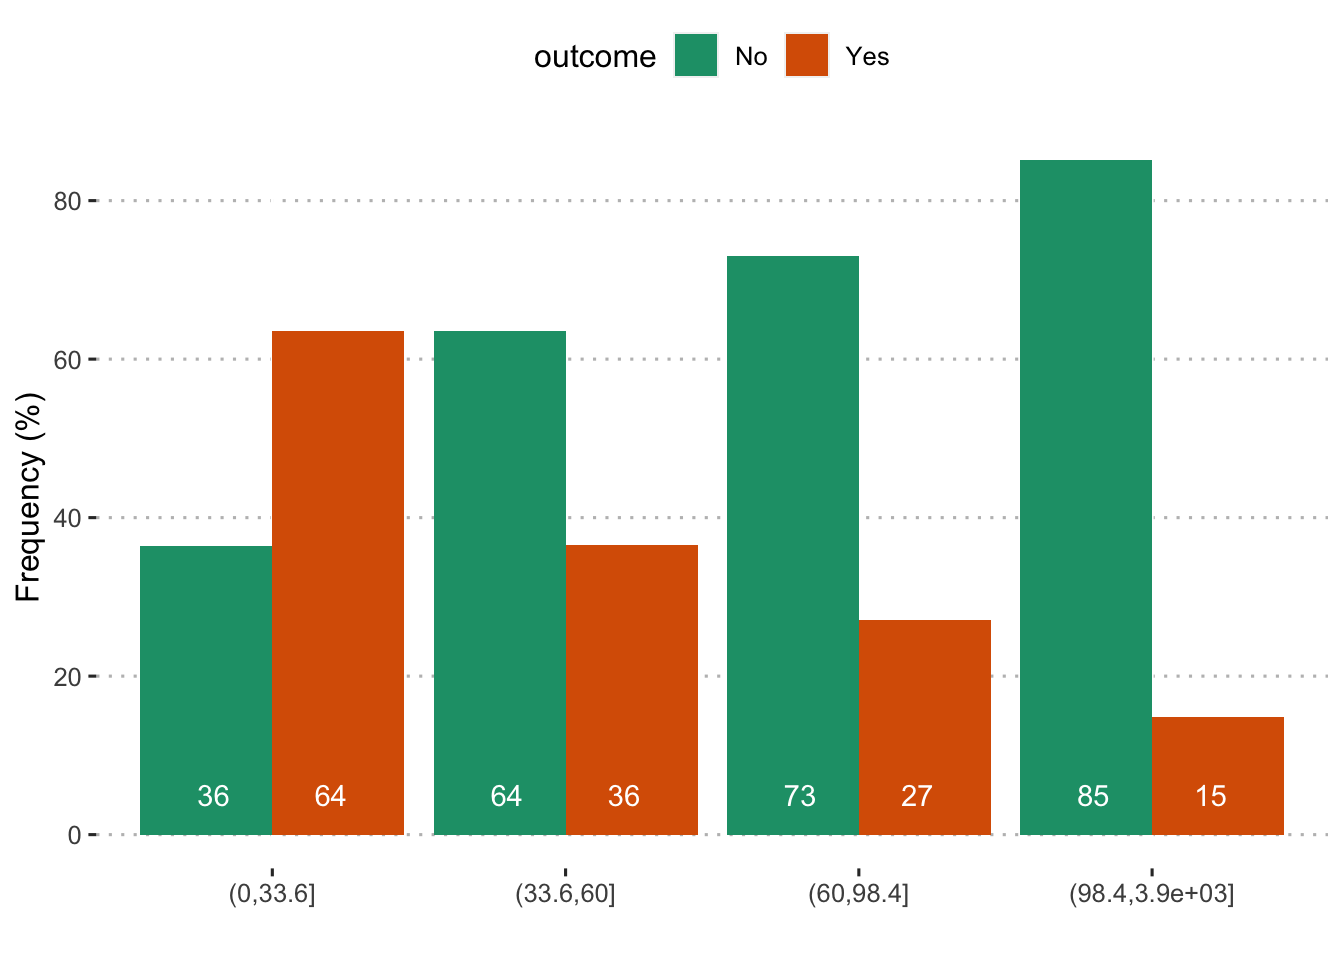 outcome No Yes
Frequency (%)
80
60
40
20
0
36 64 64 36 73 27 85 15
(0,33.6] (33.6,60] (60,98.4] (98.4,3.9e+03]